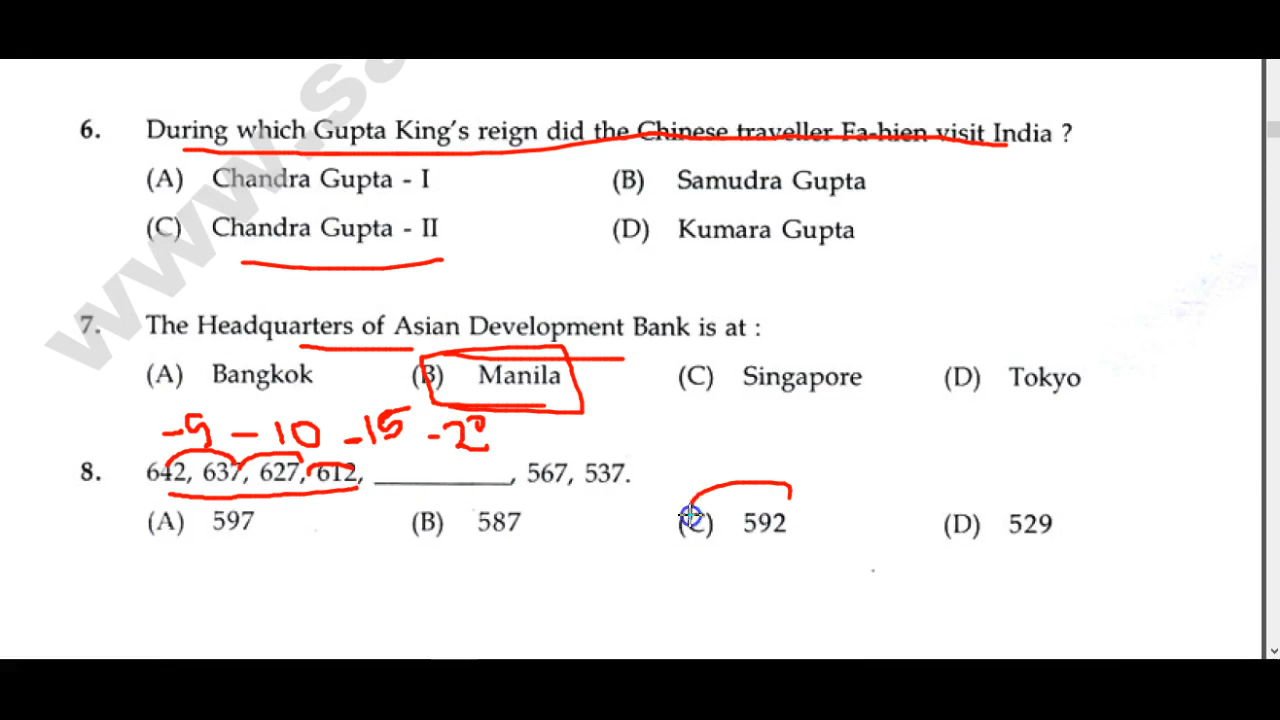 www.sa
6. During which Gupta King's reign did the Chinese traveller Fa-hien visit India ?
(A) Chandra Gupta - I (B) Samudra Gupta
(C) Chandra Gupta - II (D) Kumara Gupta
7. The Headquarters of Asian Development Bank is at :
(A) Bangkok (B) Manila (C) Singapore (D) Tokyo
-5 -10 -15 -20
8. 642, 637, 627, 612, __________, 567, 537.
(A) 597 (B) 587 (C) 592 (D) 529